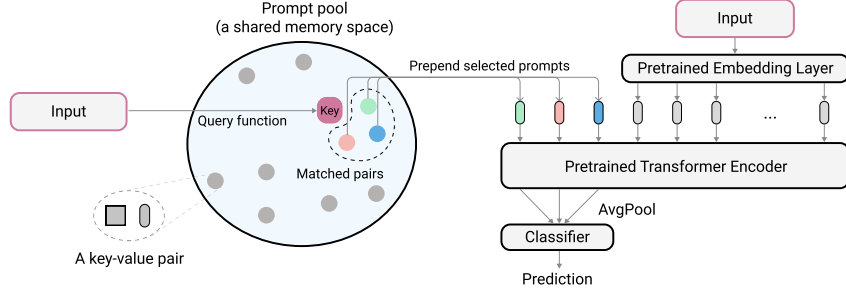 Prompt pool
(a shared memory space)
Input
Query function
Key
Matched pairs
A key-value pair
Prepend selected prompts
Input
Pretrained Embedding Layer
...
Pretrained Transformer Encoder
AvgPool
Classifier
Prediction